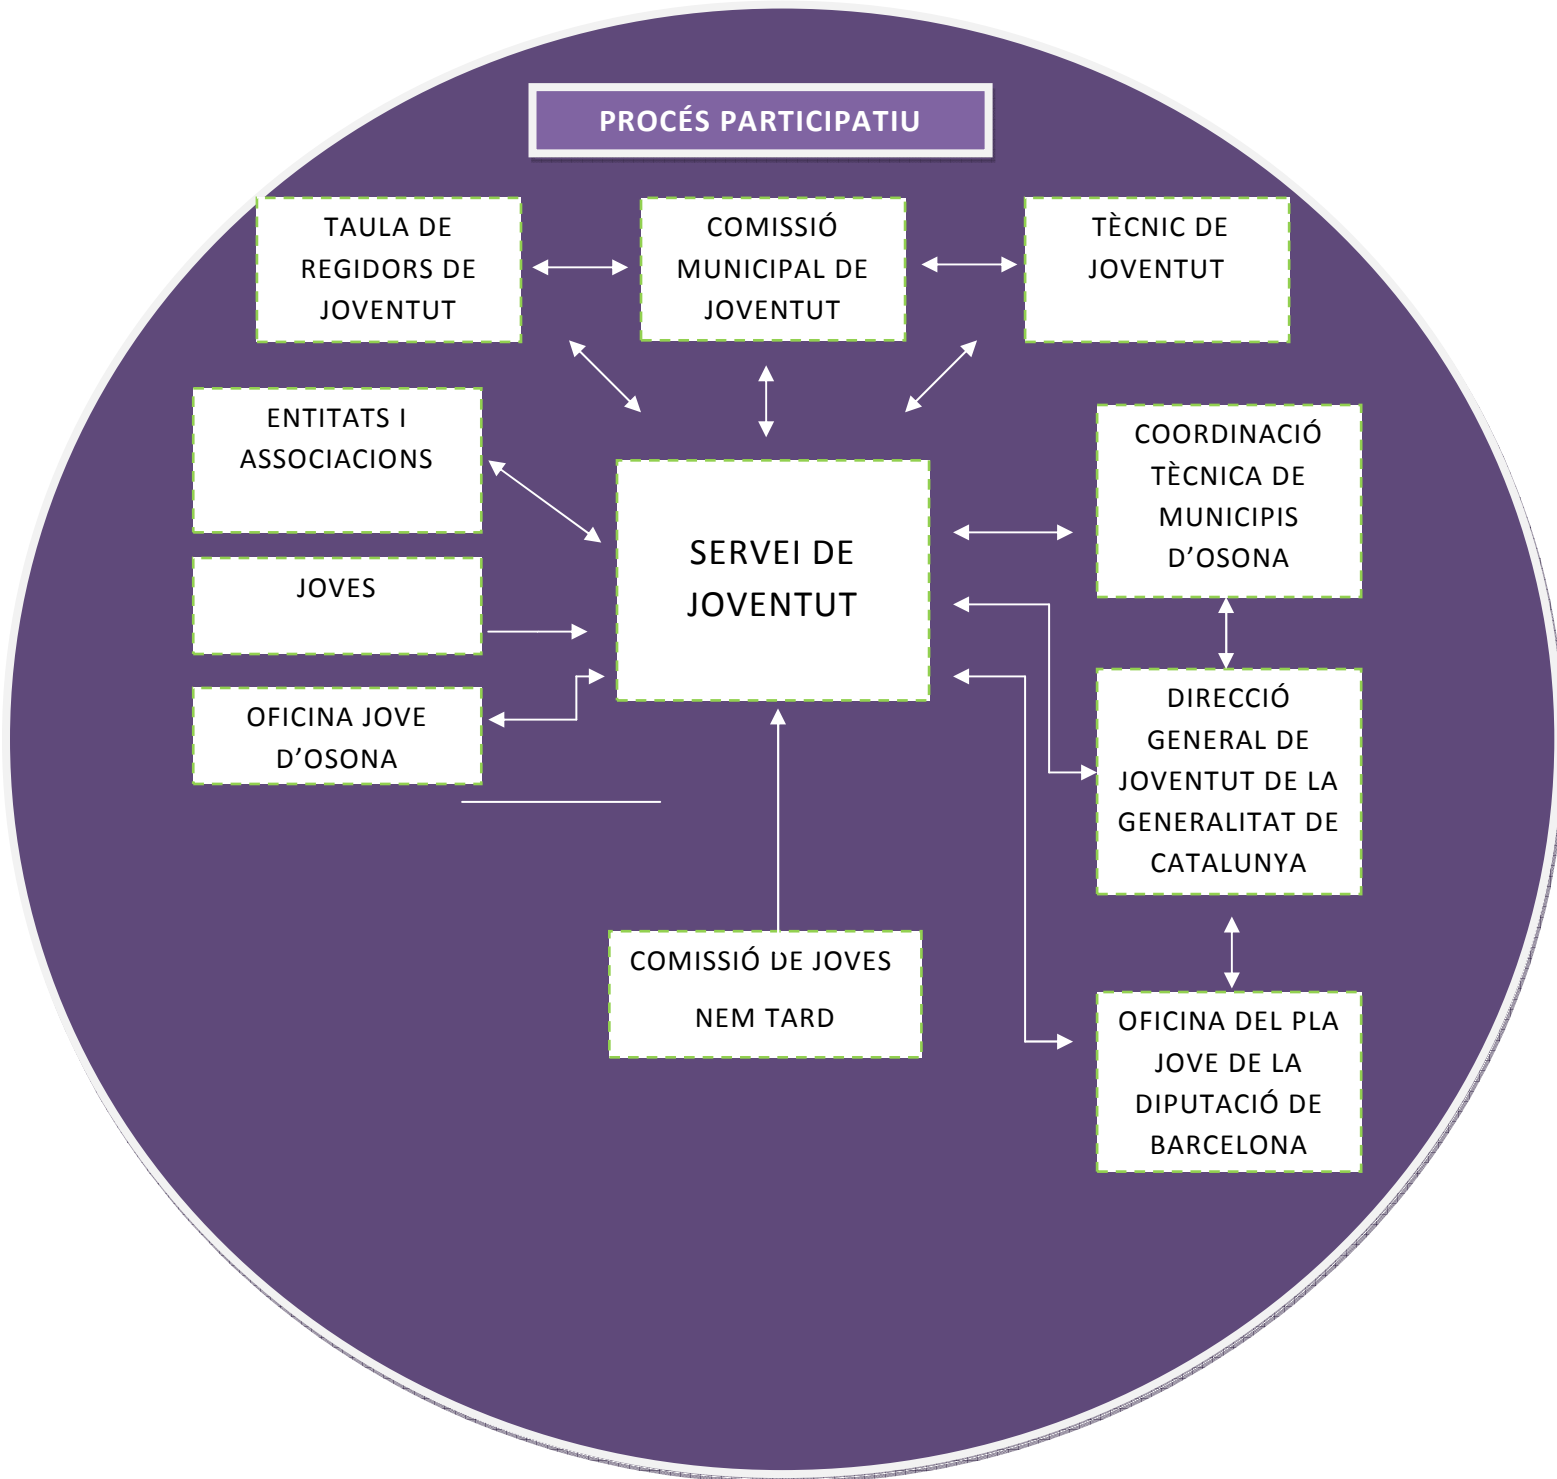 PROCÉS PARTICIPATIU
TAULA DE
REGIDORS DE
JOVENTUT
COMISSIÓ
MUNICIPAL DE
JOVENTUT
TÈCNIC DE
JOVENTUT
ENTITATS I
ASSOCIACIONS
JOVES
OFICINA JOVE
D’OSONA
SERVEI DE
JOVENTUT
COORDINACIÓ
TÈCNICA DE
MUNICIPIS
D’OSONA
DIRECCIÓ
GENERAL DE
JOVENTUT DE LA
GENERALITAT DE
CATALUNYA
COMISSIÓ DE JOVES
NEM TARD
OFICINA DEL PLA
JOVE DE LA
DIPUTACIÓ DE
BARCELONA